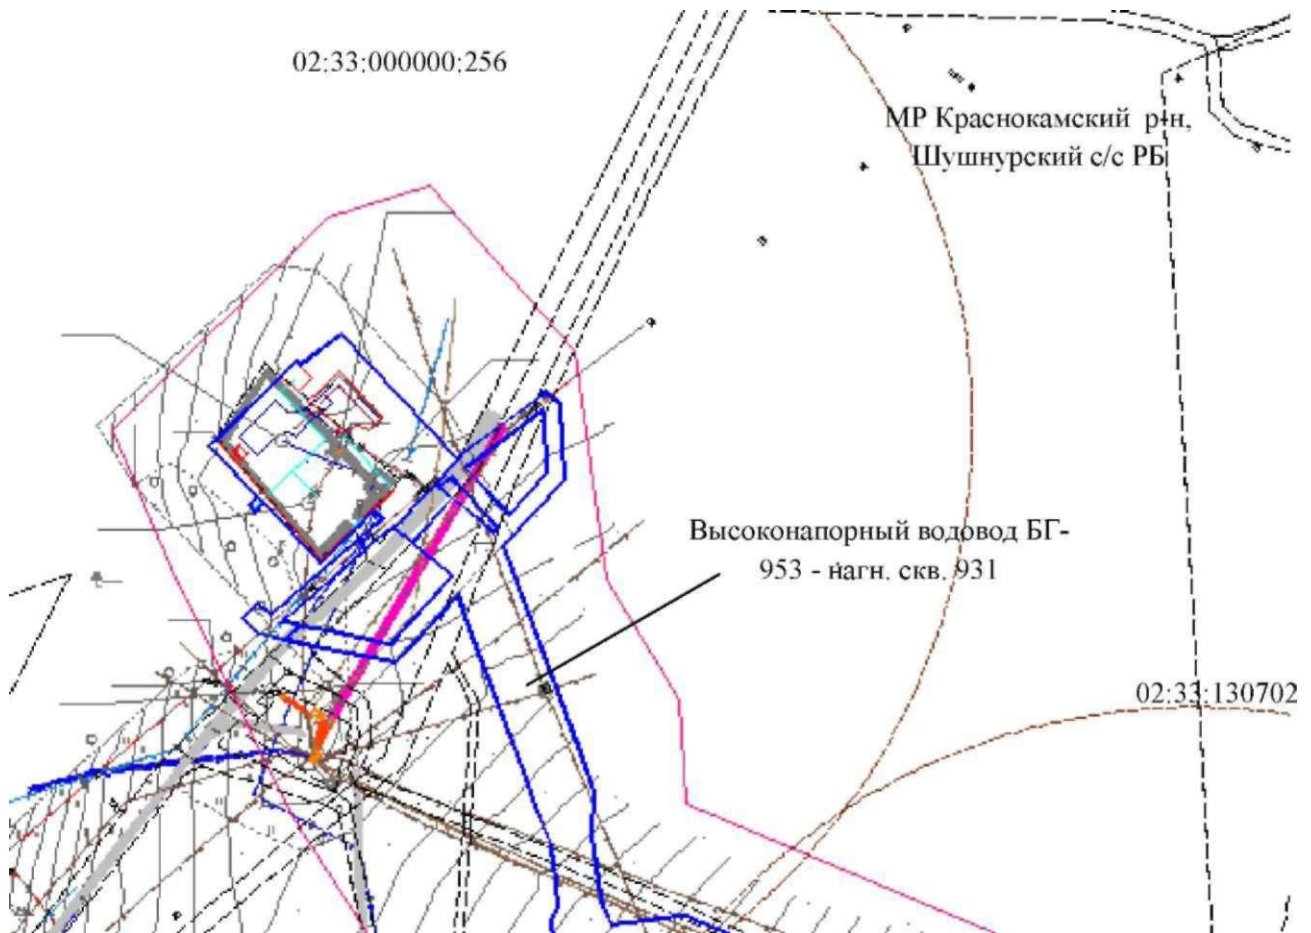 02:33:000000:256
МР Краснокамский р-н,
Шушнурский с/с РБ
Высоконапорный водовод БГ-
953 - нагн. скв. 931
02:33:130702